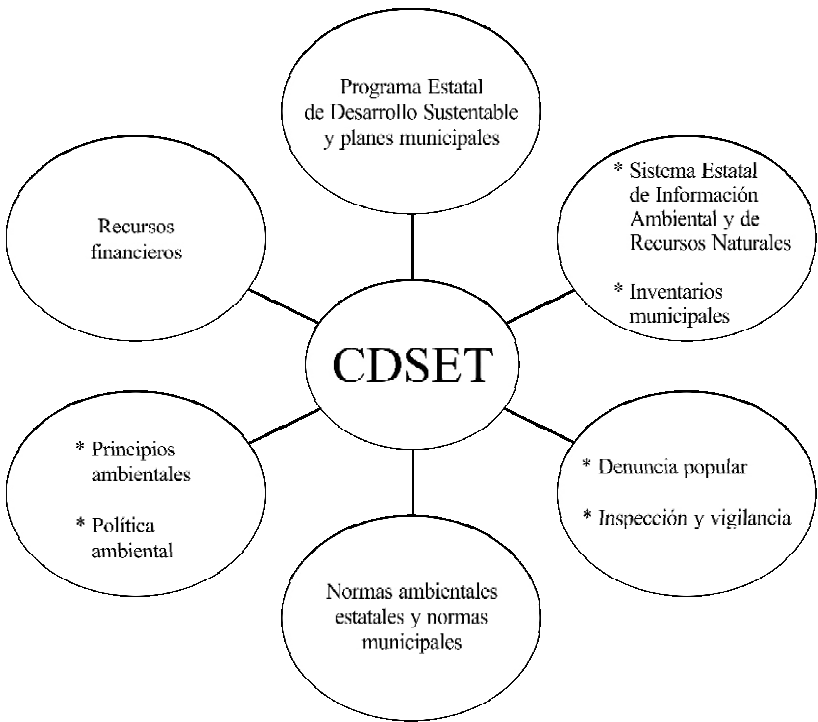 Programa Estatal
de Desarrollo Sustentable
y planes municipales
* Sistema Estatal
de Información
Ambiental y de
Recursos Naturales
* Inventarios
municipales
Recursos
financieros
CDSET
* Principios
ambientales
* Política
ambiental
* Denuncia popular
* Inspección y vigilancia
Normas ambientales
estatales y normas
municipales